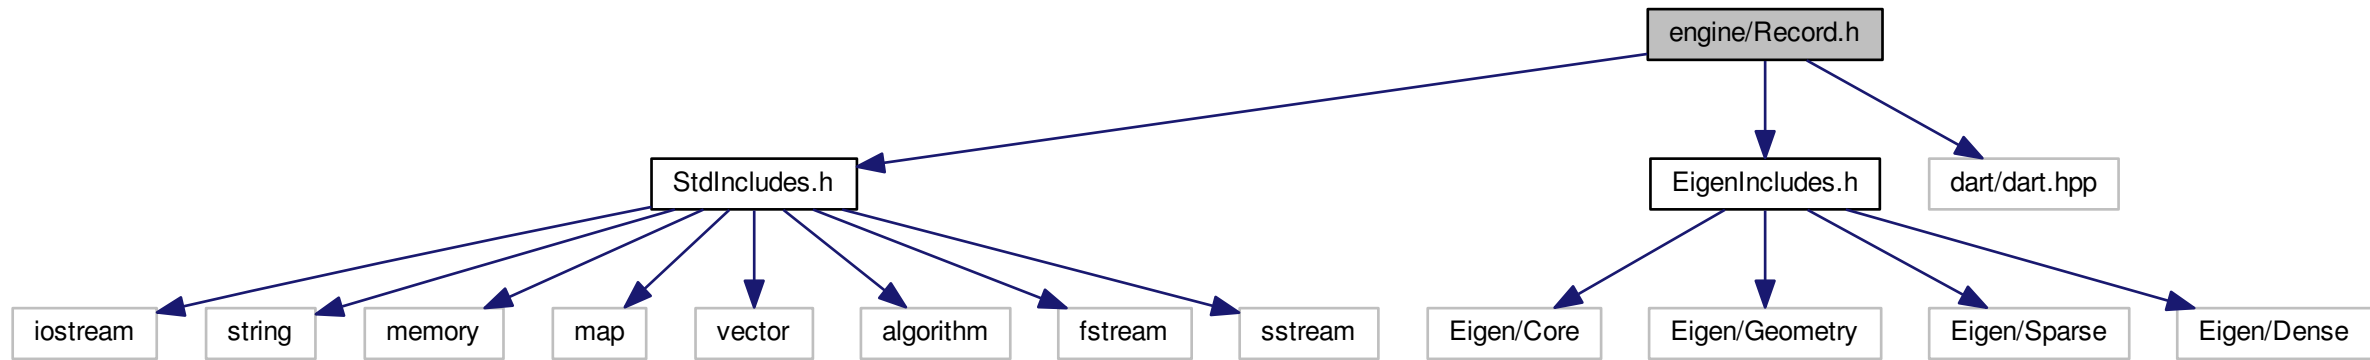 engine/Record.h
StdIncludes.h
EigenIncludes.h
dart/dart.hpp
iostream
string
memory
map
vector
algorithm
fstream
sstream
Eigen/Core
Eigen/Geometry
Eigen/Sparse
Eigen/Dense